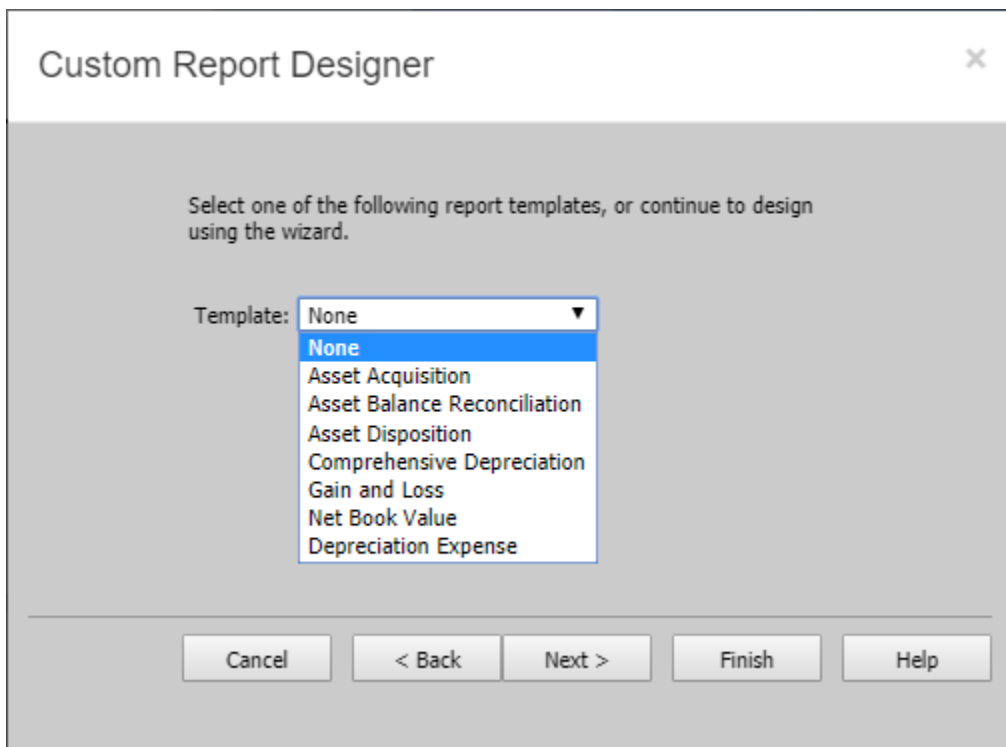 Custom Report Designer
×
Select one of the following report templates, or continue to design
using the wizard.
Template: None ▼
None
Asset Acquisition
Asset Balance Reconciliation
Asset Disposition
Comprehensive Depreciation
Gain and Loss
Net Book Value
Depreciation Expense
Cancel < Back Next > Finish Help